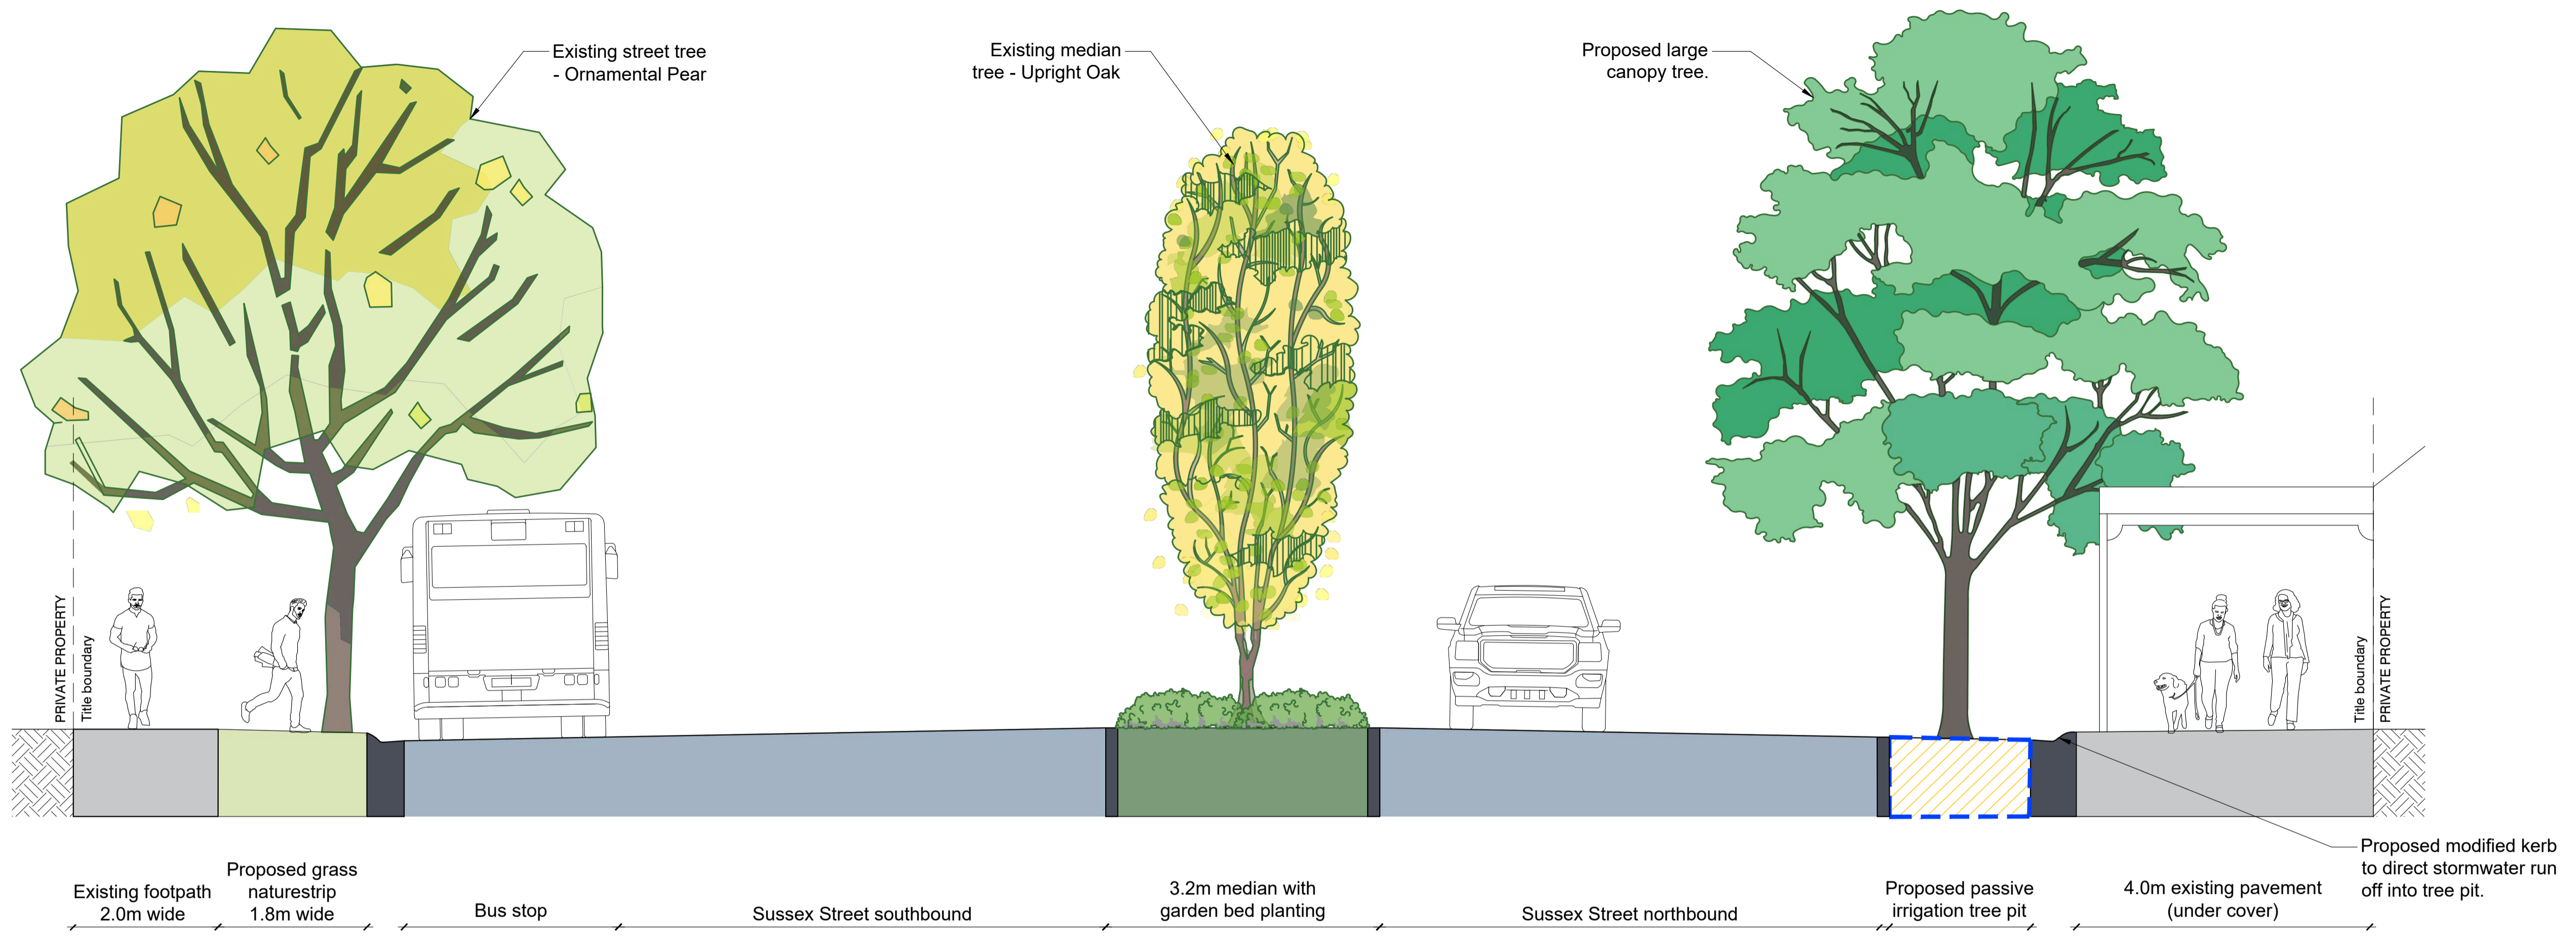 Existing street tree
- Ornamental Pear
Existing median
tree - Upright Oak
Proposed large
canopy tree.
PRIVATE PROPERTY
Title boundary
Title boundary
PRIVATE PROPERTY
Proposed modified kerb
to direct stormwater run
off into tree pit.
Existing footpath
2.0m wide
Proposed grass
naturestrip
1.8m wide
Bus stop
Sussex Street southbound
3.2m median with
garden bed planting
Sussex Street northbound
Proposed passive
irrigation tree pit
4.0m existing pavement
(under cover)